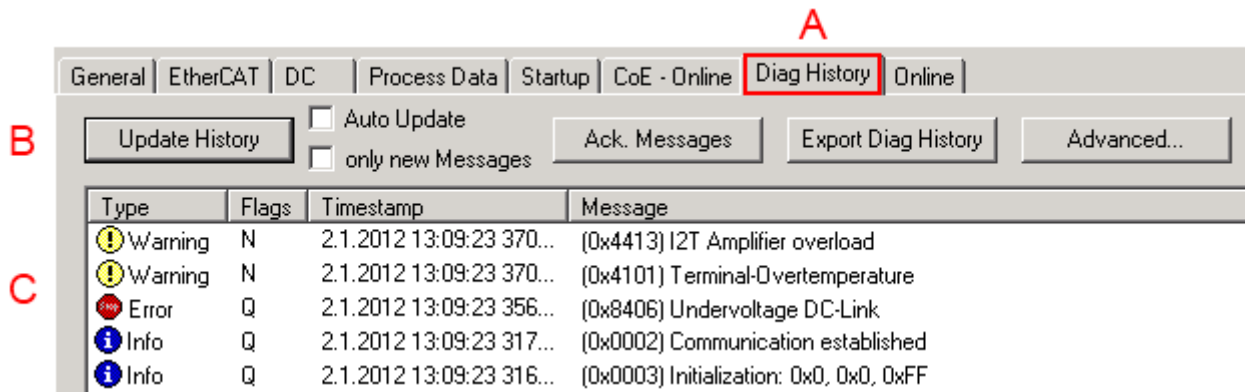 A
General EtherCAT DC Process Data Startup CoE - Online Diag History Online
B
Update History Auto Update Ack. Messages Export Diag History Advanced...
only new Messages
Type Flags Timestamp Message
Warning N 2.1.2012 13:09:23 370... (0x4413) I2T Amplifier overload
Warning N 2.1.2012 13:09:23 370... (0x4101) Terminal-Overtemperature
C
Error Q 2.1.2012 13:09:23 356... (0x8406) Undervoltage DC-Link
Info Q 2.1.2012 13:09:23 317... (0x0002) Communication established
Info Q 2.1.2012 13:09:23 316... (0x0003) Initialization: 0x0, 0x0, 0xFF